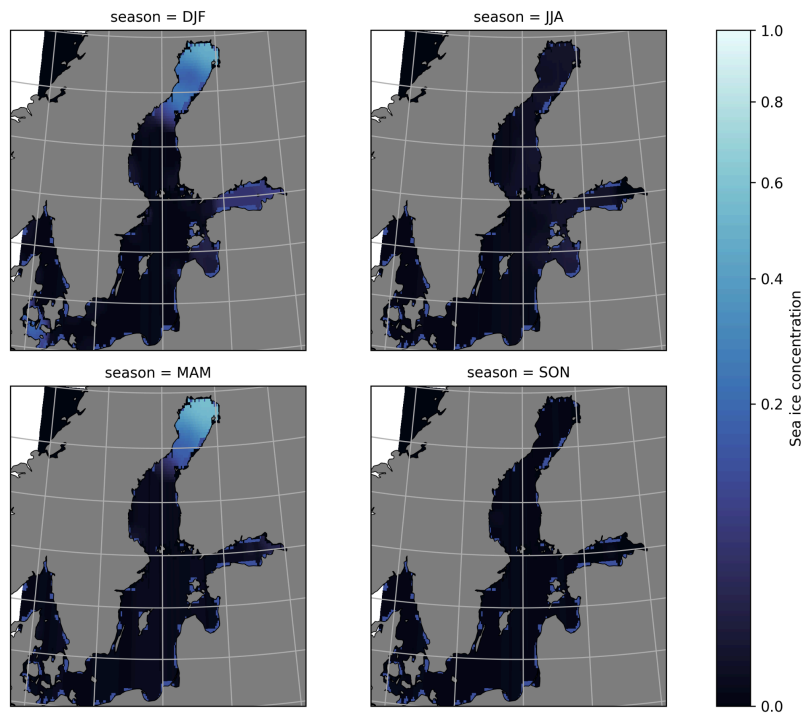 season = DJF
season = JJA
season = MAM
season = SON
1.0
0.8
0.6
0.4
0.2
0.0
Sea ice concentration